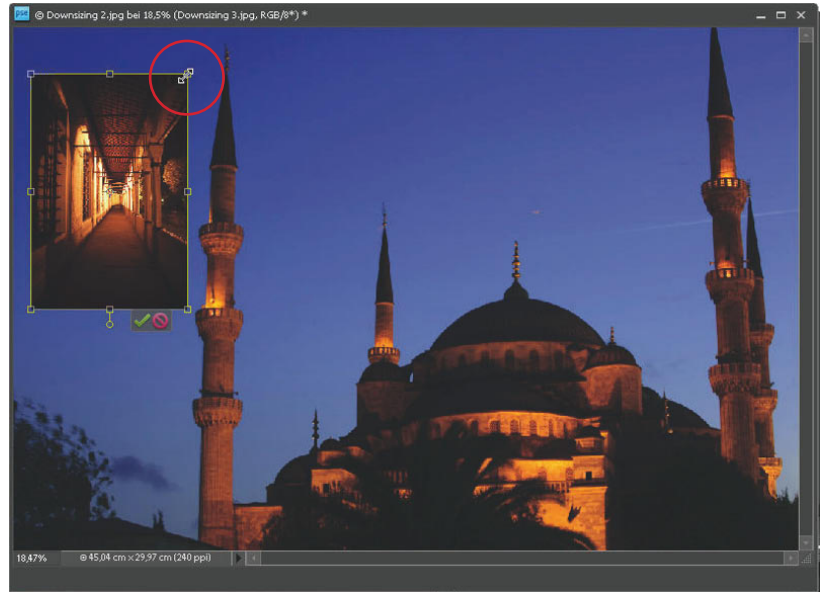 pse © Downsizing 2.jpg bei 18,5% (Downsizing 3.jpg, RGB/8*) *
18,47% 45,04 cm x 29,97 cm (240 ppi)